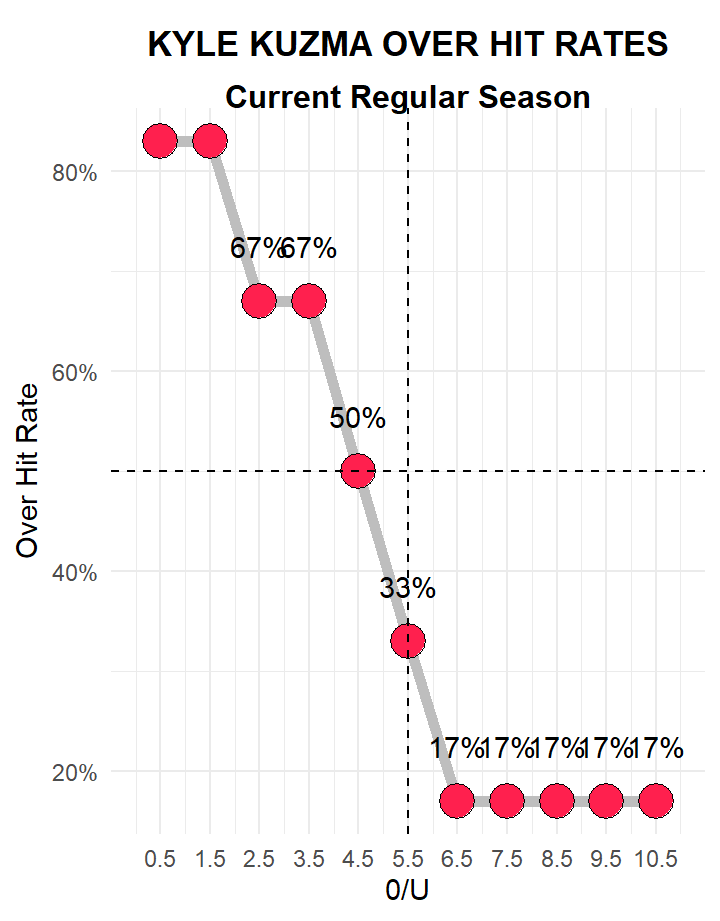 KYLE KUZMA OVER HIT RATES
Current Regular Season
80%
67% 67%
60%
50%
Over Hit Rate
40%
33%
17% 17% 17% 17% 17%
20%
0.5 1.5 2.5 3.5 4.5 5.5 6.5 7.5 8.5 9.5 10.5
0/U